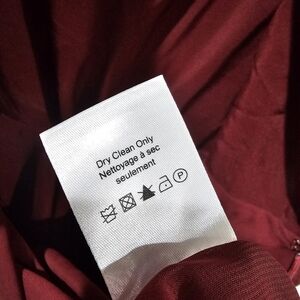 Dry Clean Only
Nettoyage à sec
seulement
P